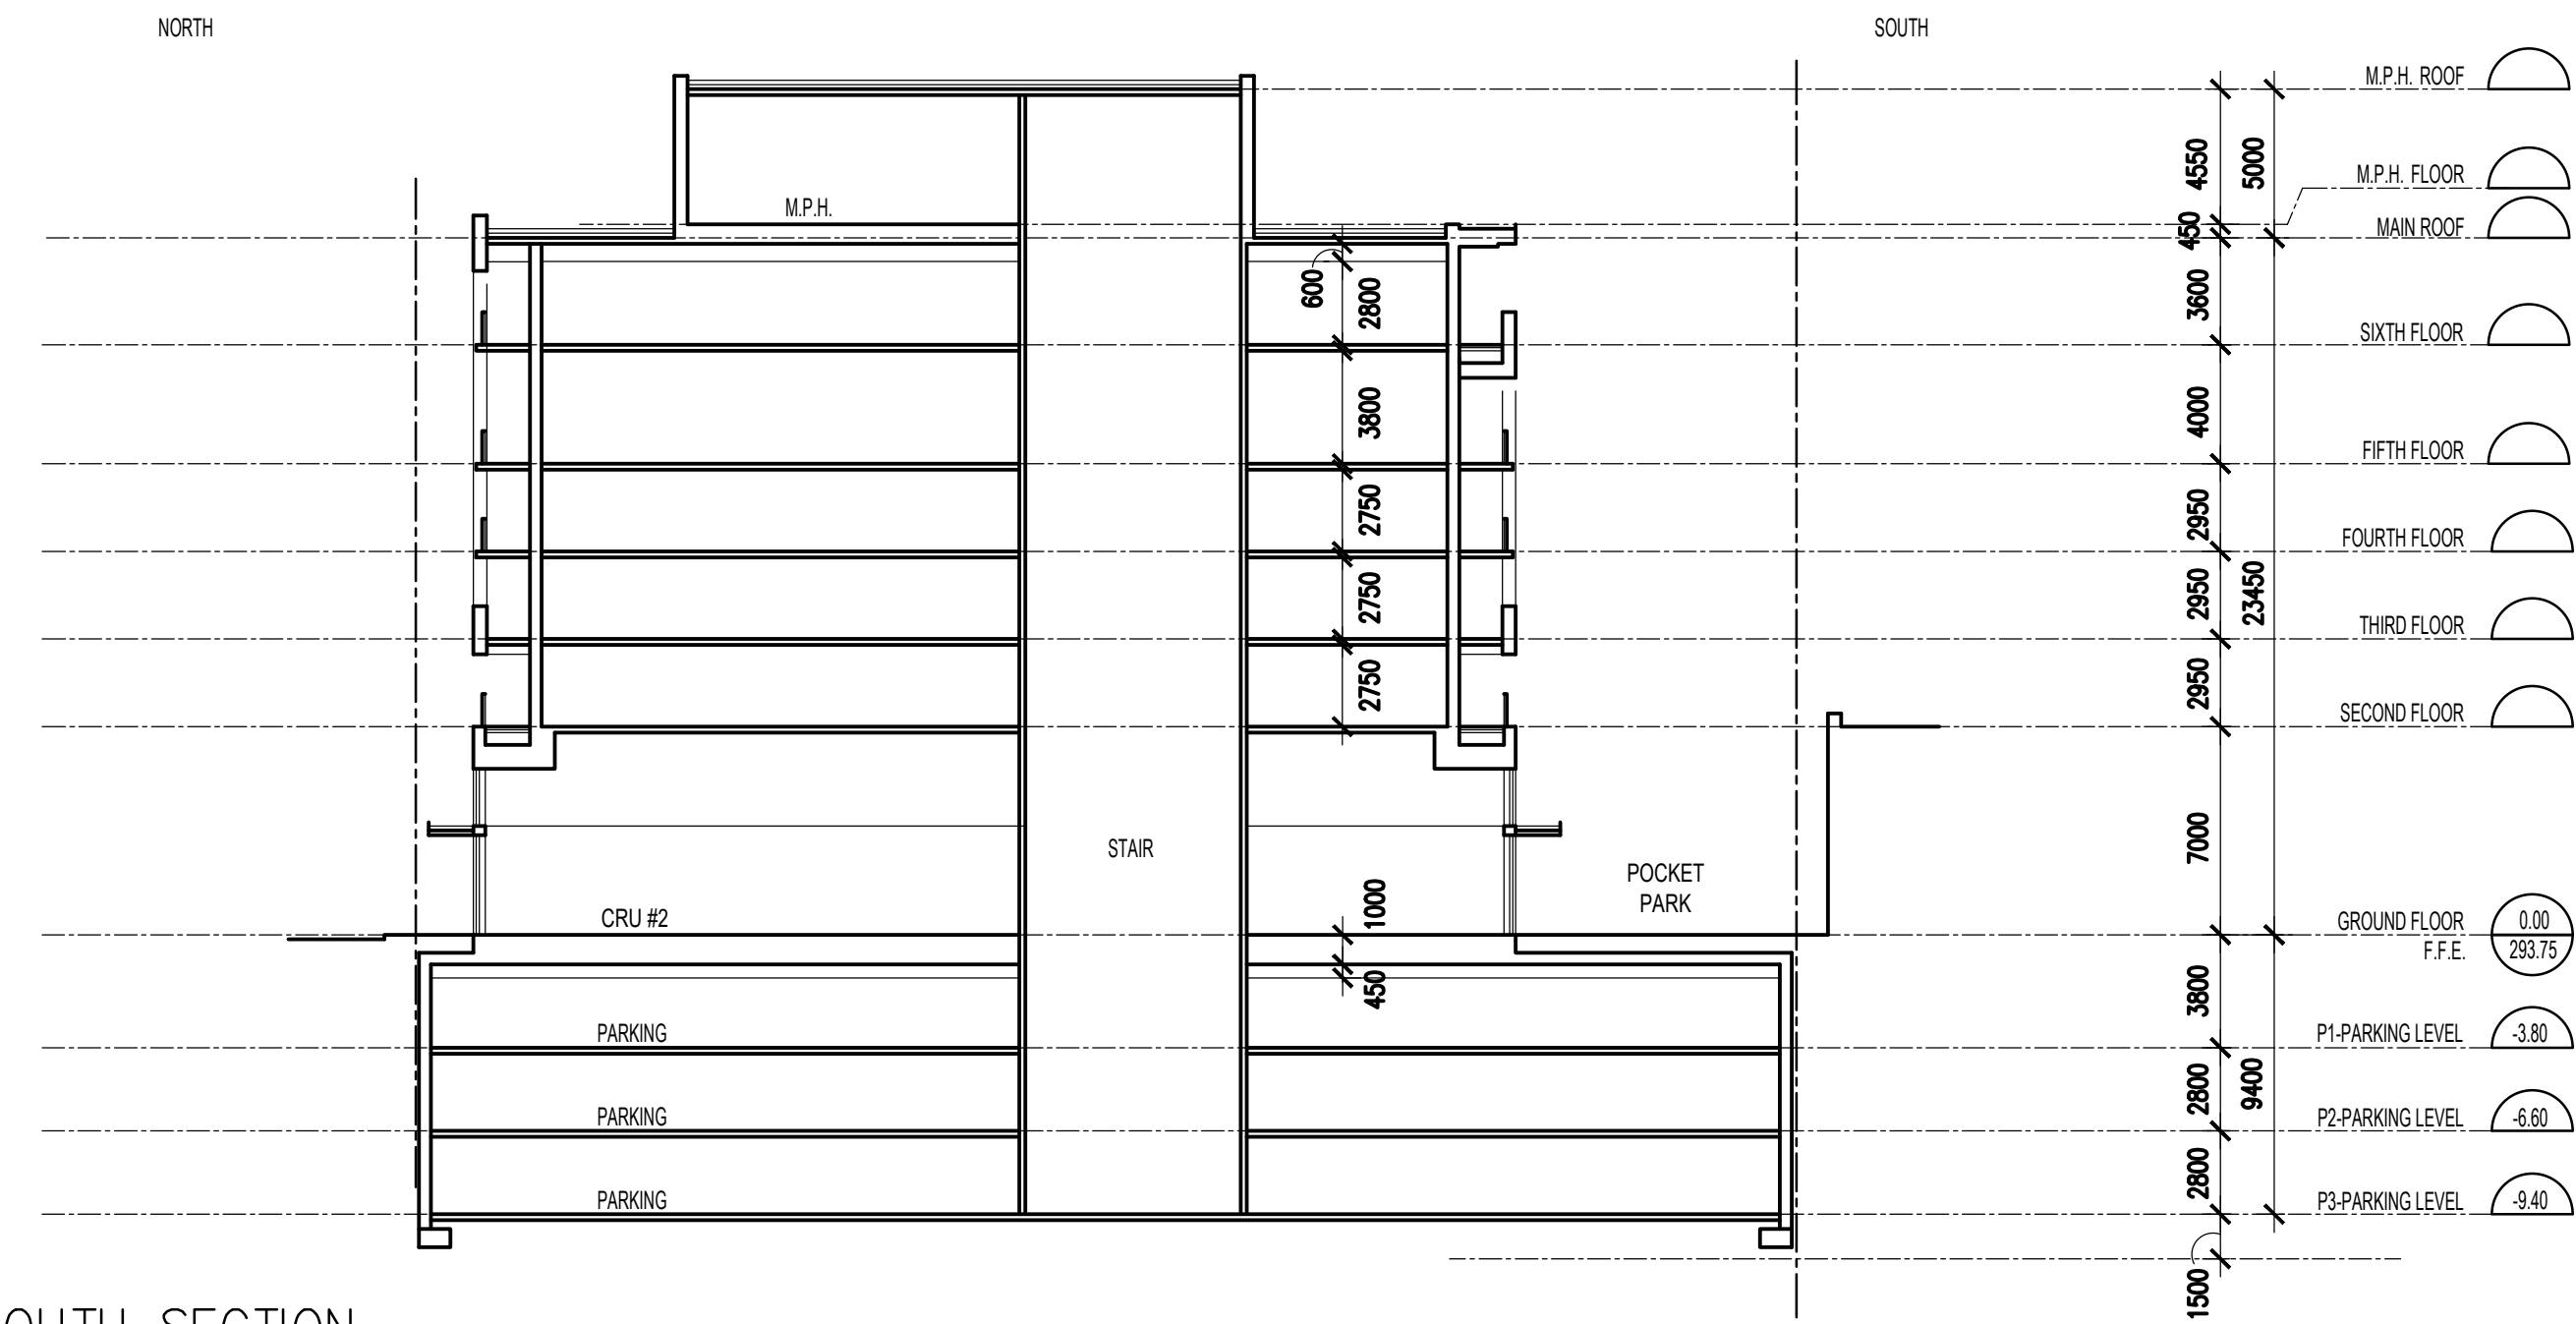 NORTH
SOUTH
M.P.H. ROOF
4550
5000
M.P.H. FLOOR
M.P.H.
450
MAIN ROOF
600
2800
3600
SIXTH FLOOR
3800
4000
FIFTH FLOOR
2750
2950
FOURTH FLOOR
2750
2950
23450
THIRD FLOOR
2750
2950
SECOND FLOOR
STAIR
7000
POCKET
PARK
CRU #2
1000
GROUND FLOOR 0.00
F.F.E. 293.75
450
3800
PARKING
P1-PARKING LEVEL -3.80
2800
9400
PARKING
P2-PARKING LEVEL -6.60
2800
PARKING
P3-PARKING LEVEL -9.40
1500
SECTION